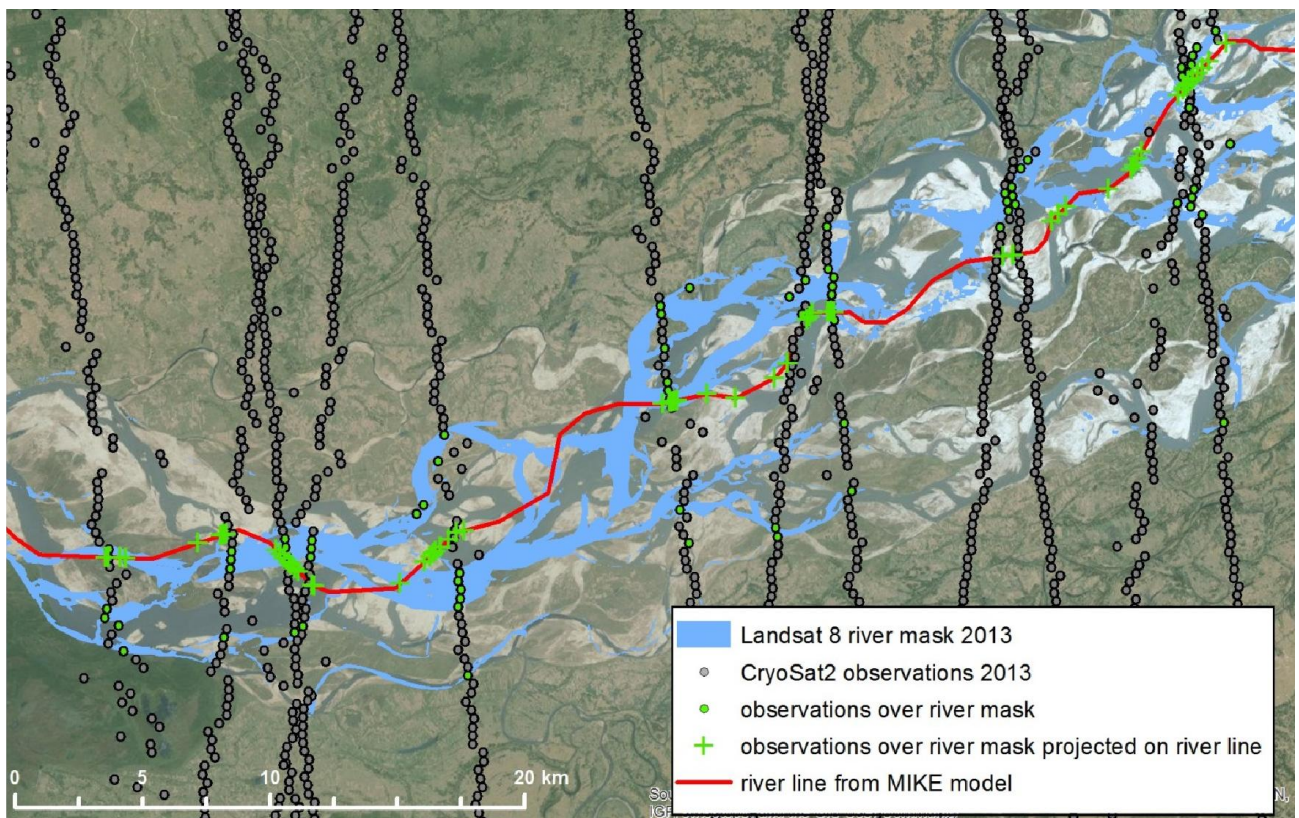 Landsat 8 river mask 2013
CryoSat2 observations 2013
observations over river mask
observations over river mask projected on river line
river line from MIKE model
0 5 10 20 km